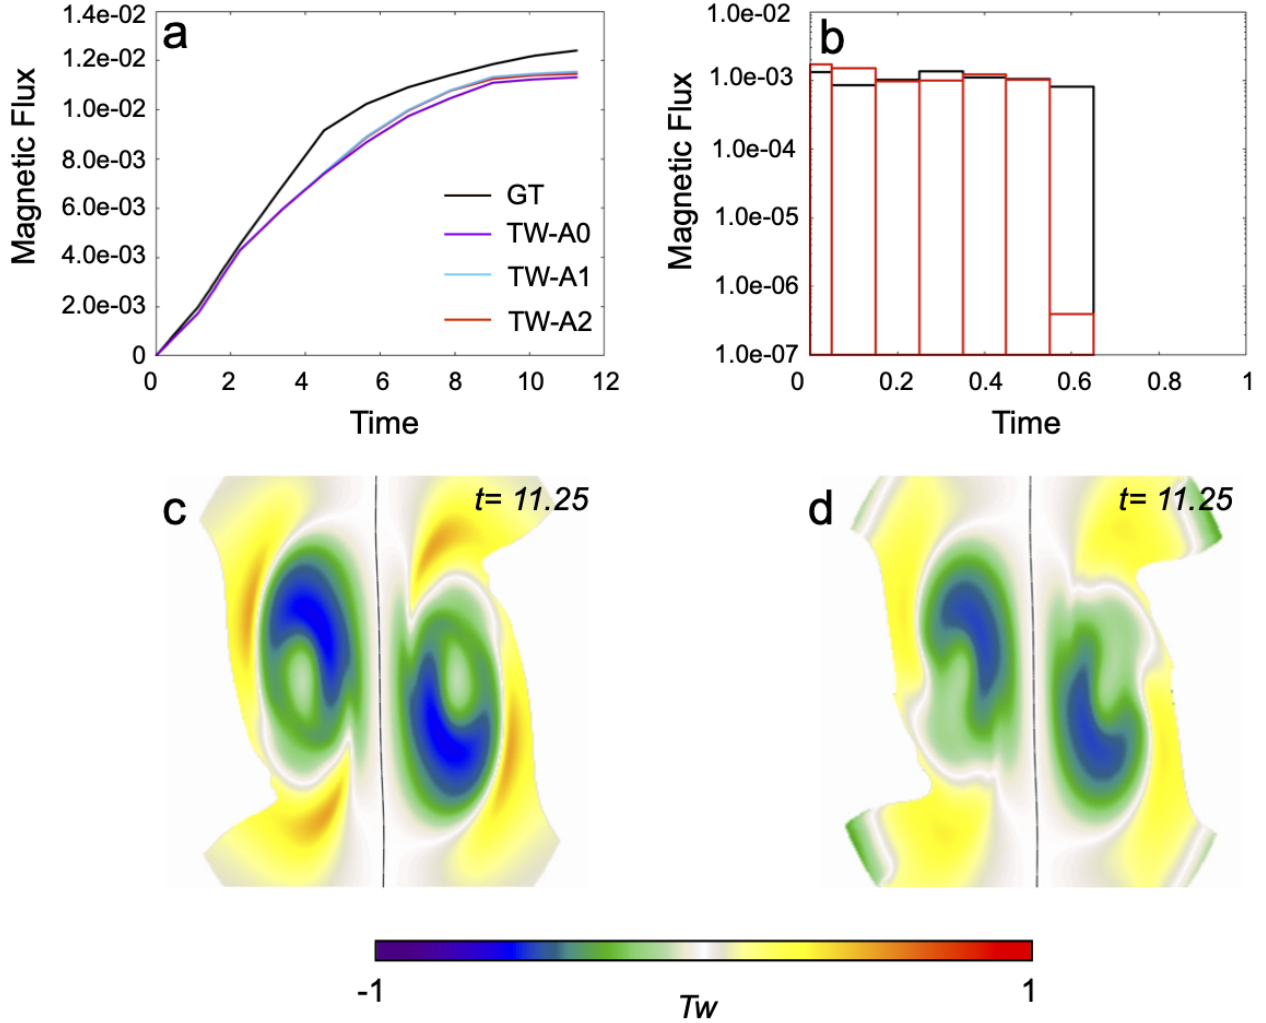 a
Magnetic Flux
1.4e-02
1.2e-02
1.0e-02
8.0e-03
6.0e-03
4.0e-03
2.0e-03
0
GT
TW-A0
TW-A1
TW-A2
0 2 4 6 8 10 12
Time
b
Magnetic Flux
1.0e-02
1.0e-03
1.0e-04
1.0e-05
1.0e-06
1.0e-07
0 0.2 0.4 0.6 0.8 1
Time
c
t= 11.25
d
t= 11.25
-1 1
Tw